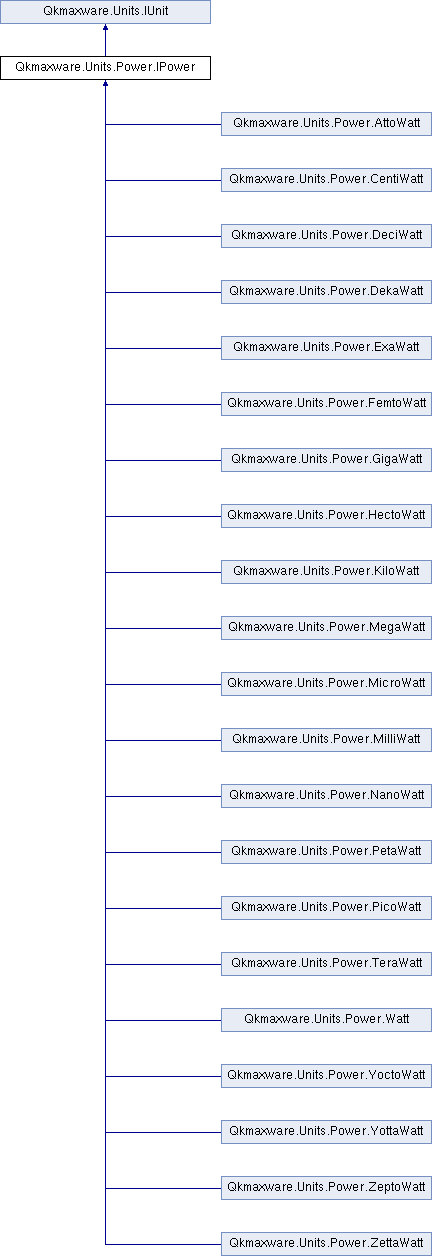 Qkmaxware.Units.IUnit
Qkmaxware.Units.Power.IPower
Qkmaxware.Units.Power.AttoWatt
Qkmaxware.Units.Power.CentiWatt
Qkmaxware.Units.Power.DeciWatt
Qkmaxware.Units.Power.DekaWatt
Qkmaxware.Units.Power.ExaWatt
Qkmaxware.Units.Power.FemtoWatt
Qkmaxware.Units.Power.GigaWatt
Qkmaxware.Units.Power.HectoWatt
Qkmaxware.Units.Power.KiloWatt
Qkmaxware.Units.Power.MegaWatt
Qkmaxware.Units.Power.MicroWatt
Qkmaxware.Units.Power.MilliWatt
Qkmaxware.Units.Power.NanoWatt
Qkmaxware.Units.Power.PetaWatt
Qkmaxware.Units.Power.PicoWatt
Qkmaxware.Units.Power.TeraWatt
Qkmaxware.Units.Power.Watt
Qkmaxware.Units.Power.YoctoWatt
Qkmaxware.Units.Power.YottaWatt
Qkmaxware.Units.Power.ZeptoWatt
Qkmaxware.Units.Power.ZettaWatt